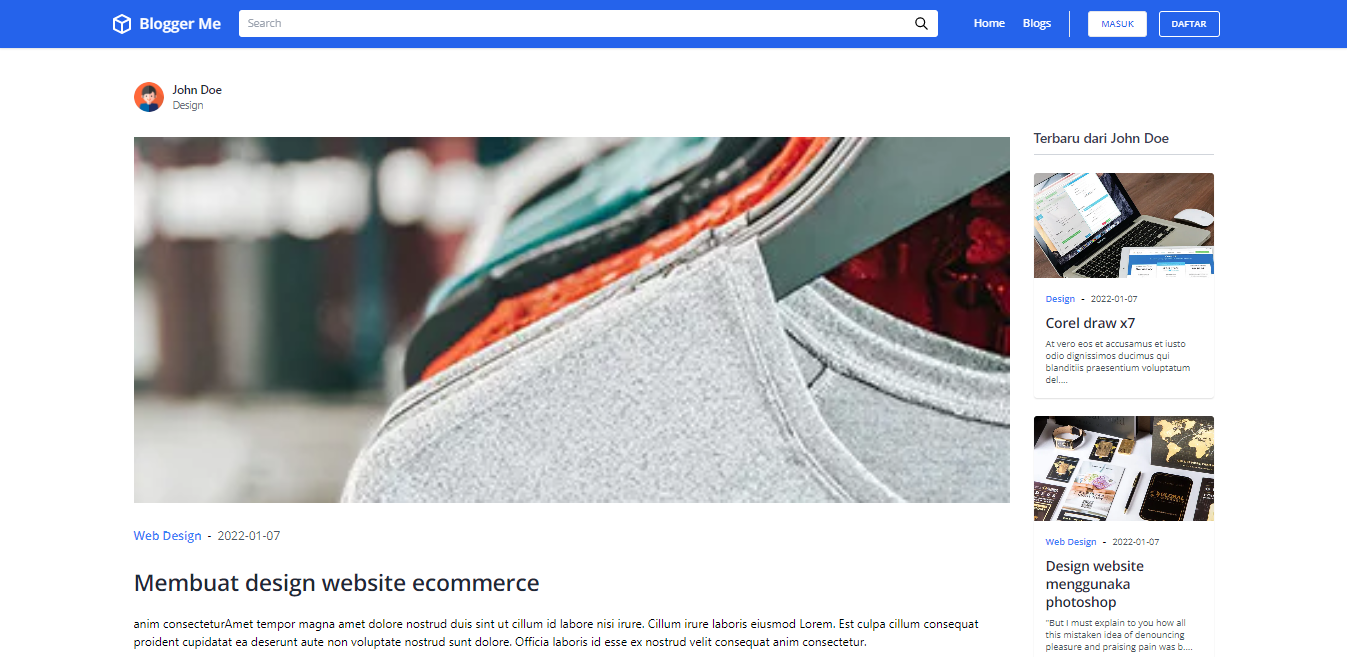 Blogger Me
Search
Home
Blogs
MASUK
DAFTAR
John Doe
Design
Web Design - 2022-01-07
Membuat design website ecommerce
anim consecteturAmet tempor magna amet dolore nostrud duis sint ut cillum id labore nisi irure. Cillum irure laboris eiusmod Lorem. Est culpa cillum consequat
proident cupidatat ea deserunt aute non voluptate nostrud sunt dolore. Officia laboris id esse ex nostrud velit consequat anim consectetur.
Terbaru dari John Doe
Design - 2022-01-07
Corel draw x7
At vero eos et accusamus et iusto
odio dignissimos ducimus qui
blanditiis praesentium voluptatum
del....
Web Design - 2022-01-07
Design website
menggunaka
photoshop
"But I must explain to you how all
this mistaken idea of denouncing
pleasure and praising pain was b....